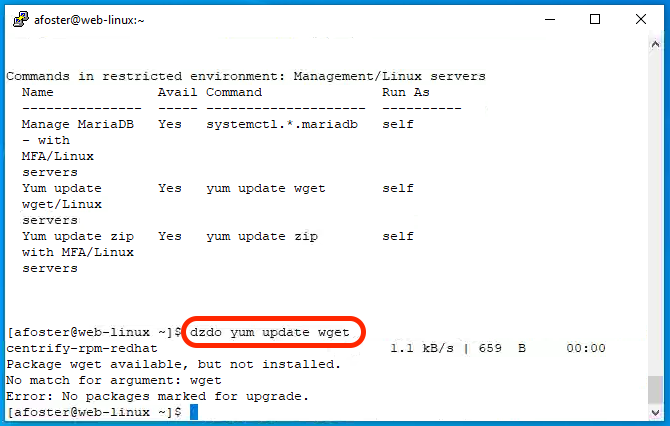 afoster@web-linux:~
Commands in restricted environment: Management/Linux servers
Name Avail Command Run As
--------------- ----- -------------------- ----------
Manage MariaDB Yes systemctl.*.mariadb self
- with
MFA/Linux
servers
Yum update Yes yum update wget self
wget/Linux
servers
Yum update zip Yes yum update zip self
with MFA/Linux
servers
[afoster@web-linux ~]$ dzdo yum update wget
centrify-rpm-redhat 1.1 kB/s | 659 B 00:00
Package wget available, but not installed.
No match for argument: wget
Error: No packages marked for upgrade.
[afoster@web-linux ~]$